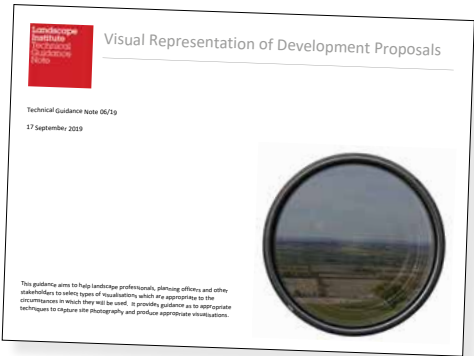 Landscape
Institute
Technical
Guidance
Note
Visual Representation of Development Proposals
Technical Guidance Note 06/19
17 September 2019
This guidance aims to help landscape professionals, planning officers and other
stakeholders to select types of visualisations which are appropriate to the
circumstances in which they will be used. It provides guidance as to appropriate
techniques to capture site photography and produce appropriate visualisations.